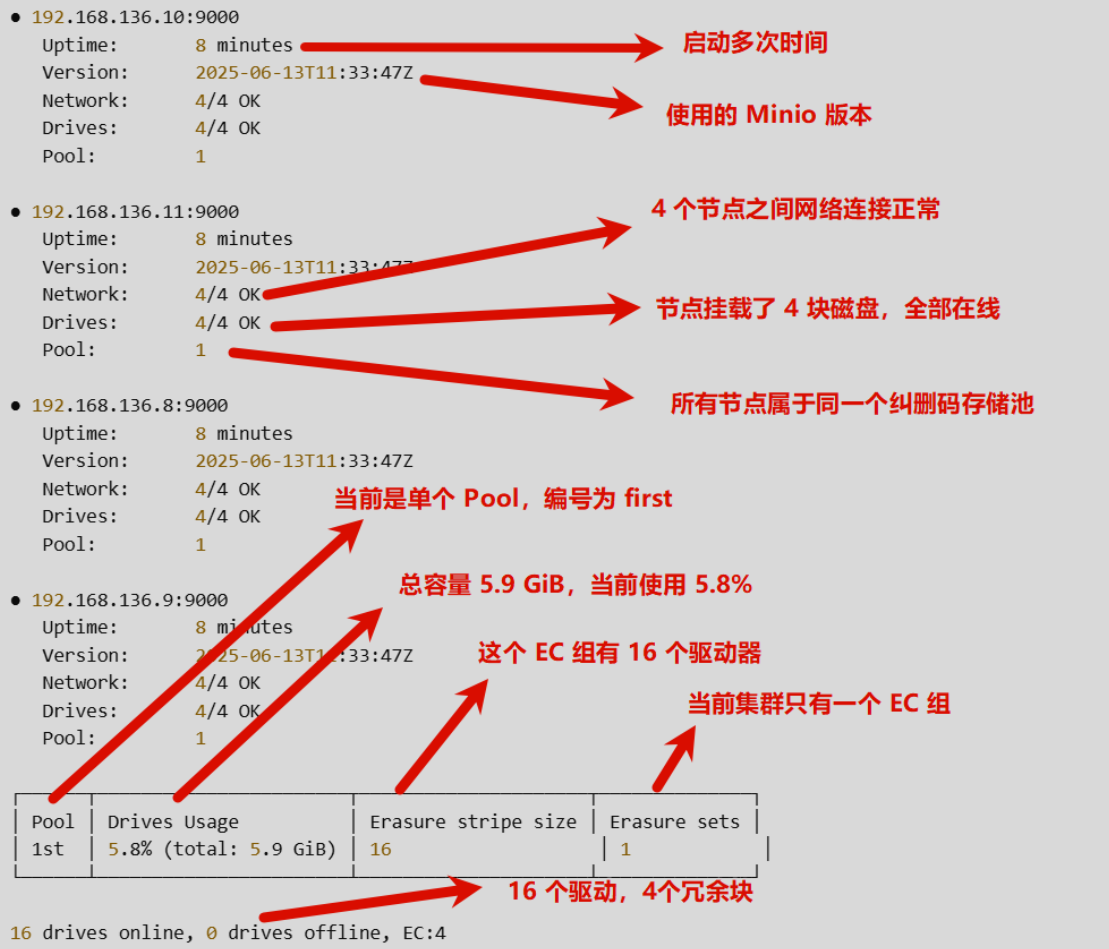 ● 192.168.136.10:9000
Uptime: 8 minutes
启动多次时间
Version: 2025-06-13T11:33:47Z
使用的 Minio 版本
Network: 4/4 OK
Drives: 4/4 OK
Pool: 1
● 192.168.136.11:9000
4 个节点之间网络连接正常
Uptime: 8 minutes
Version: 2025-06-13T11:33:47Z
Network: 4/4 OK
Drives: 4/4 OK
节点挂载了 4 块磁盘，全部在线
Pool: 1
所有节点属于同一个纠删码存储池
● 192.168.136.8:9000
Uptime: 8 minutes
Version: 2025-06-13T11:33:47Z
Network: 4/4 OK
当前是单个 Pool，编号为 first
Drives: 4/4 OK
Pool: 1
总容量 5.9 GiB，当前使用 5.8%
● 192.168.136.9:9000
Uptime: 8 minutes
Version: 2025-06-13T11:33:47Z
这个 EC 组有 16 个驱动器
Network: 4/4 OK
Drives: 4/4 OK
当前集群只有一个 EC 组
Pool: 1
Pool │ Drives Usage │ Erasure stripe size │ Erasure sets
1st │ 5.8% (total: 5.9 GiB) │ 16 │ 1
16 个驱动，4个冗余块
16 drives online, 0 drives offline, EC:4